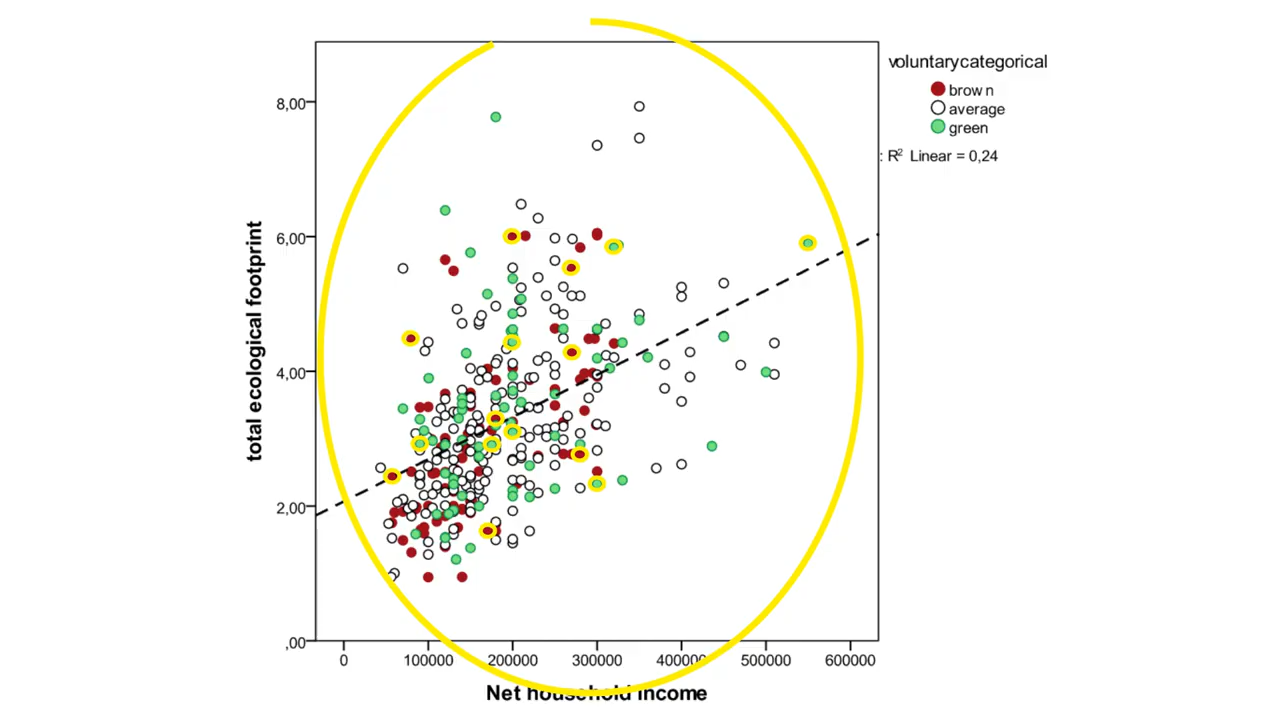 voluntarycategorical
brown
average
green
: R² Linear = 0,24
total ecological footprint
8,00
6,00
4,00
2,00
,00
0 100000 200000 300000 400000 500000 600000
Net household income